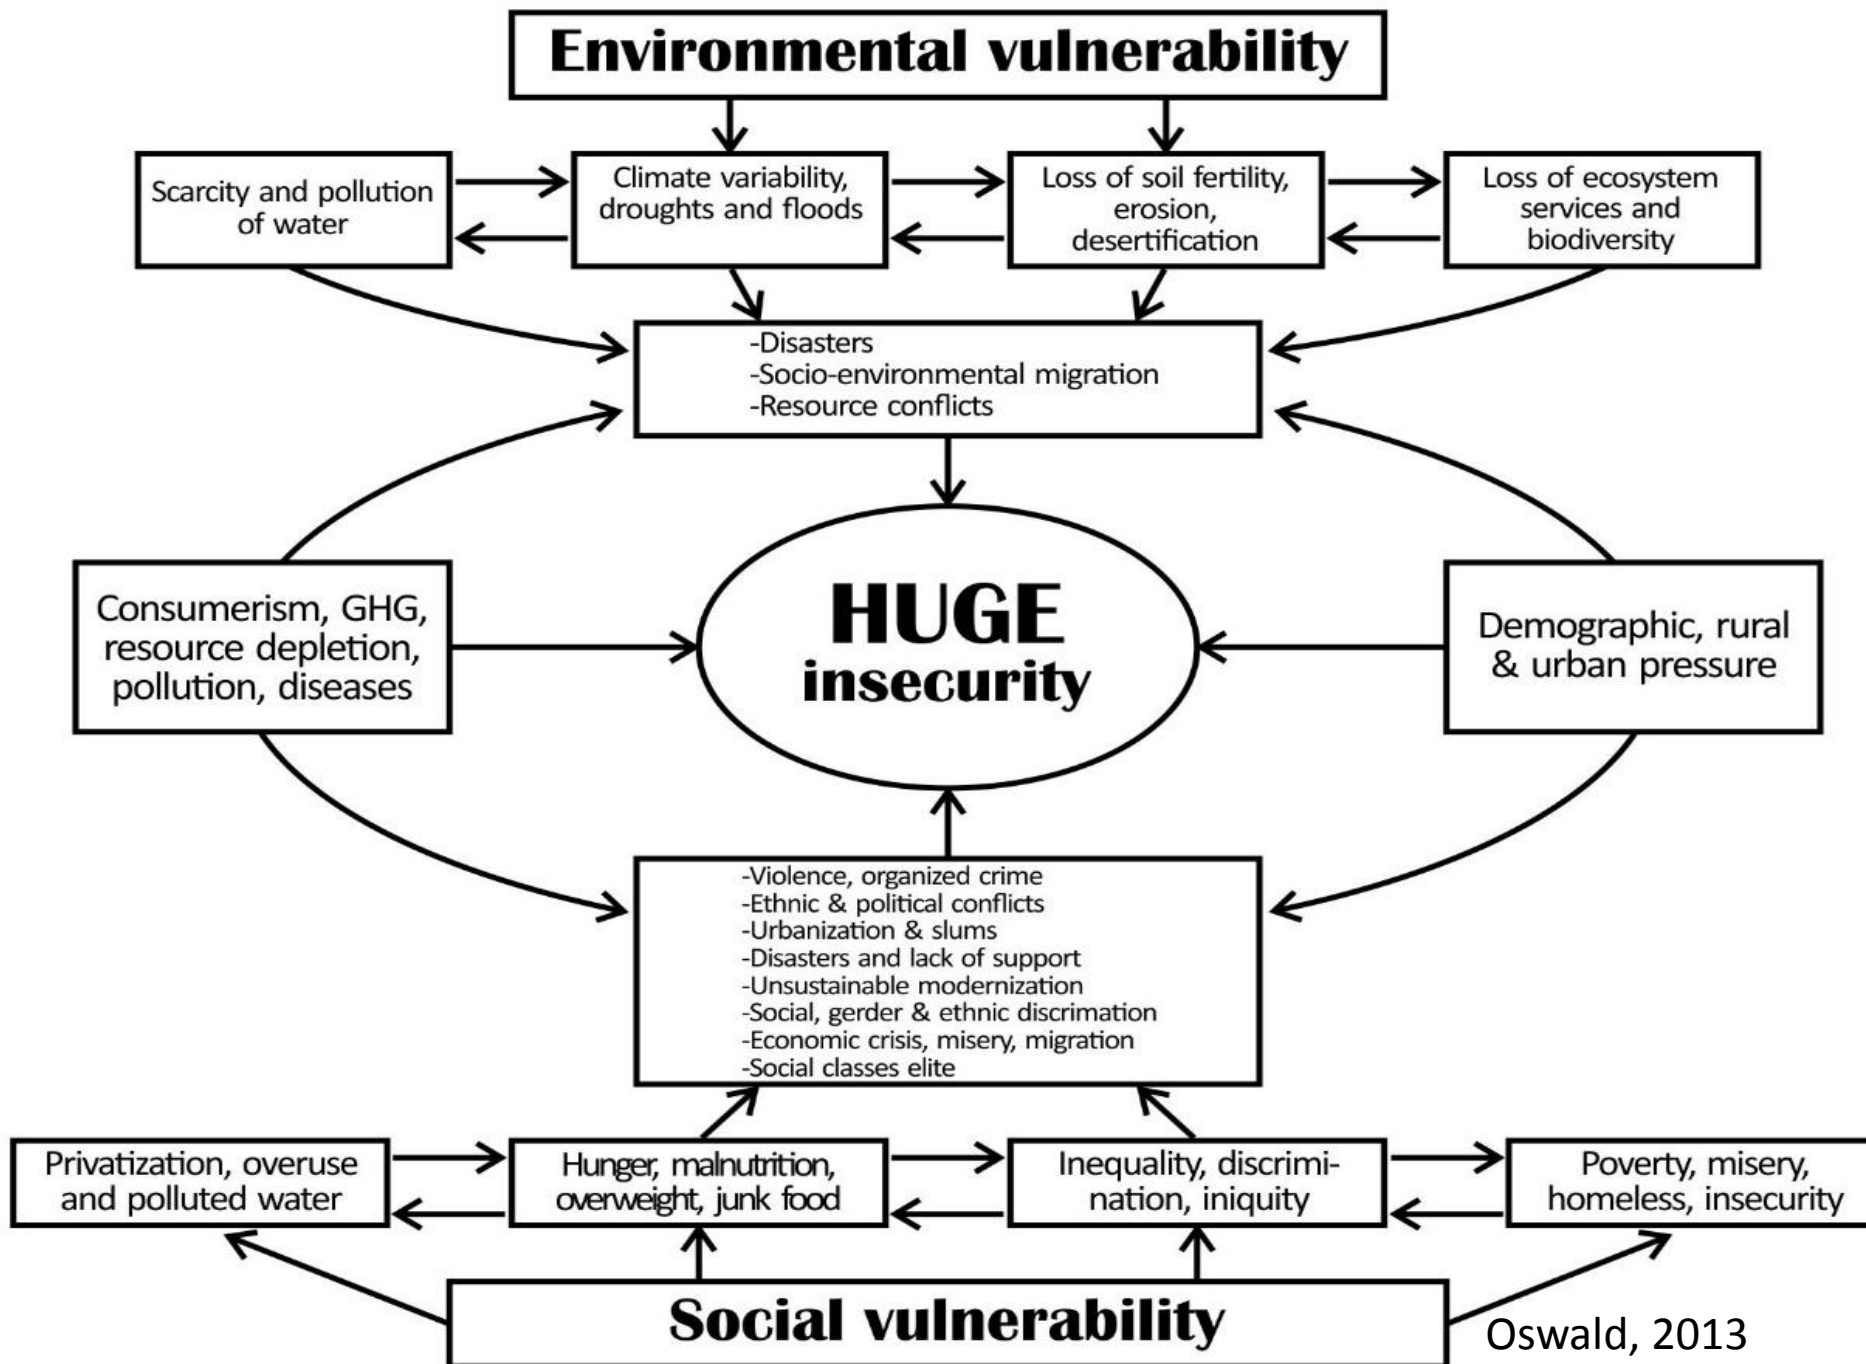 Environmental vulnerability
Scarcity and pollution
of water
Climate variability,
droughts and floods
Loss of soil fertility,
erosion,
desertification
Loss of ecosystem
services and
biodiversity
-Disasters
-Socio-environmental migration
-Resource conflicts
Consumerism, GHG,
resource depletion,
pollution, diseases
HUGE
insecurity
Demographic, rural
& urban pressure
-Violence, organized crime
-Ethnic & political conflicts
-Urbanization & slums
-Disasters and lack of support
-Unsustainable modernization
-Social, gerder & ethnic discrimation
-Economic crisis, misery, migration
-Social classes elite
Privatization, overuse
and polluted water
Hunger, malnutrition,
overweight, junk food
Inequality, discrimi-
nation, iniquity
Poverty, misery,
homeless, insecurity
Social vulnerability
Oswald, 2013